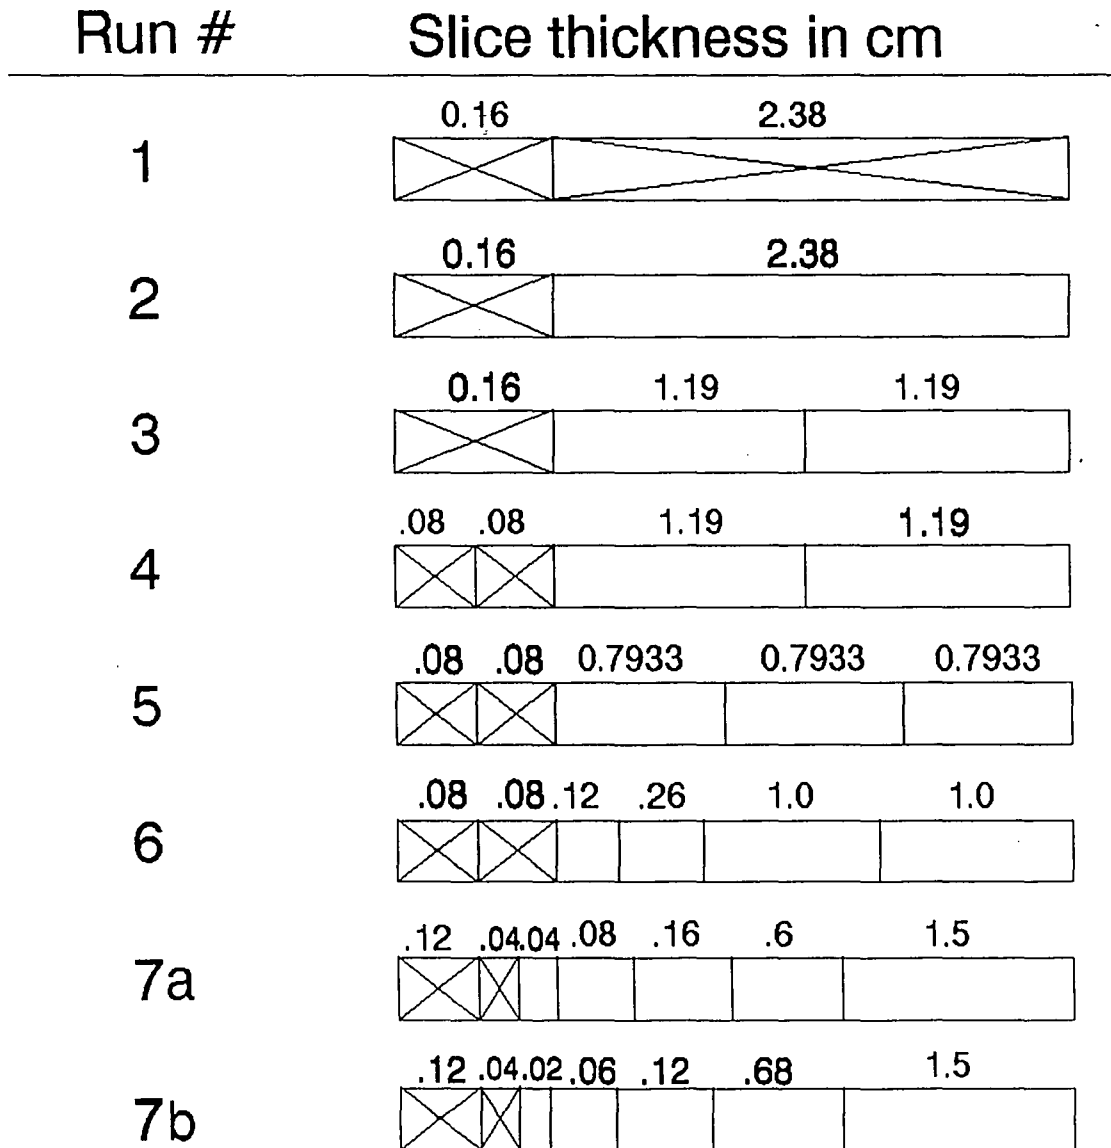 Run # Slice thickness in cm
0.16 2.38
1
0.16 2.38
2
0.16 1.19 1.19
3
.08 .08 1.19 1.19
4
.08 .08 0.7933 0.7933 0.7933
5
.08 .08 .12 .26 1.0 1.0
6
.12 .04 .04 .08 .16 .6 1.5
7a
.12 .04 .02 .06 .12 .68 1.5
7b